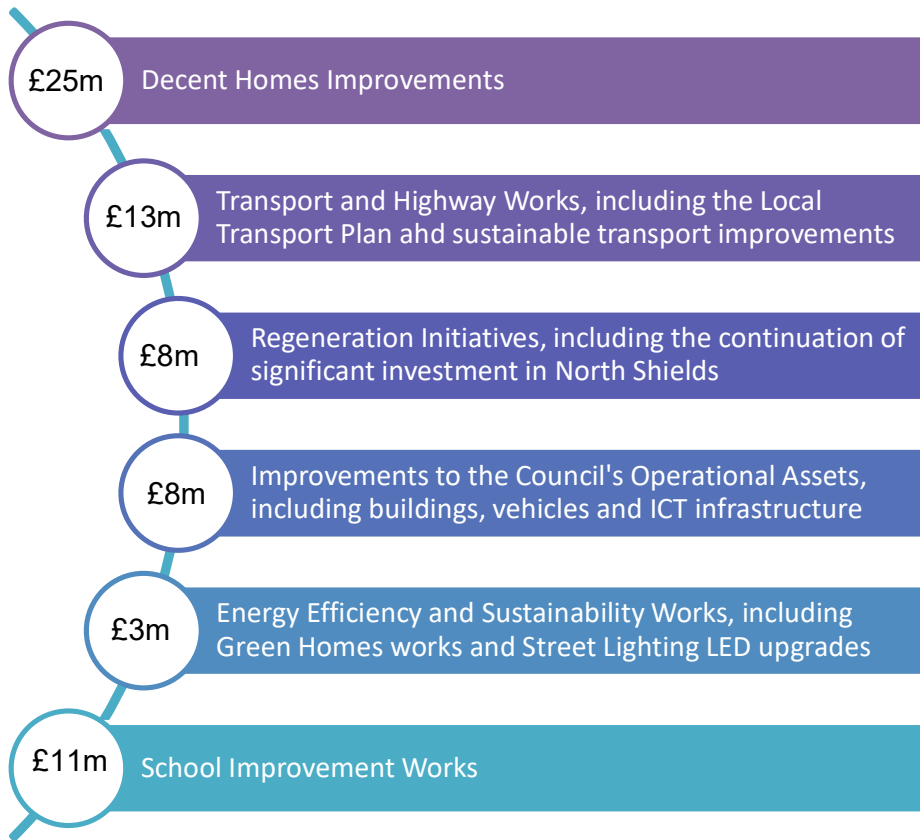 £25m
Decent Homes Improvements
£13m
Transport and Highway Works, including the Local
Transport Plan ahd sustainable transport improvements
£8m
Regeneration Initiatives, including the continuation of
significant investment in North Shields
£8m
Improvements to the Council's Operational Assets,
including buildings, vehicles and ICT infrastructure
£3m
Energy Efficiency and Sustainability Works, including
Green Homes works and Street Lighting LED upgrades
£11m
School Improvement Works